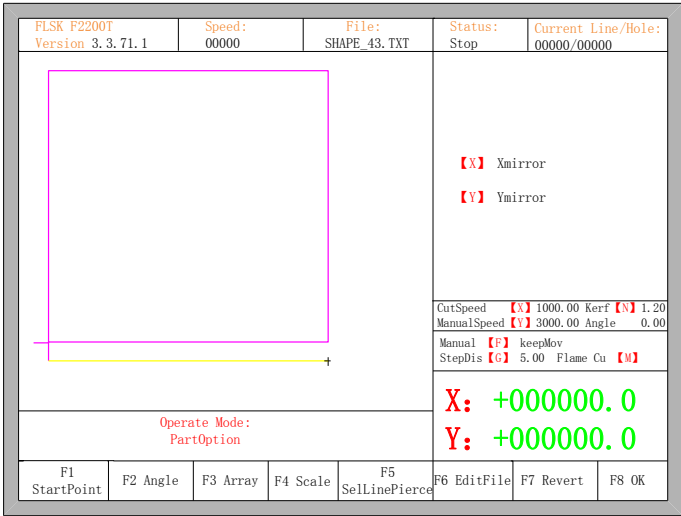 FLSK F2200T
Version 3.3.71.1
Speed:
00000
File:
SHAPE_43.TXT
Status:
Stop
Current Line/Hole:
00000/00000
【X】 Xmirror
【Y】 Ymirror
CutSpeed 【X】 1000.00 Kerf 【N】 1.20
ManualSpeed 【Y】 3000.00 Angle 0.00
Manual 【F】 keepMov
StepDis 【G】 5.00 Flame Cu 【M】
X: +000000.0
Y: +000000.0
Operate Mode:
PartOption
F1
StartPoint
F2 Angle
F3 Array
F4 Scale
F5
SelLinePierce
F6 EditFile
F7 Revert
F8 OK